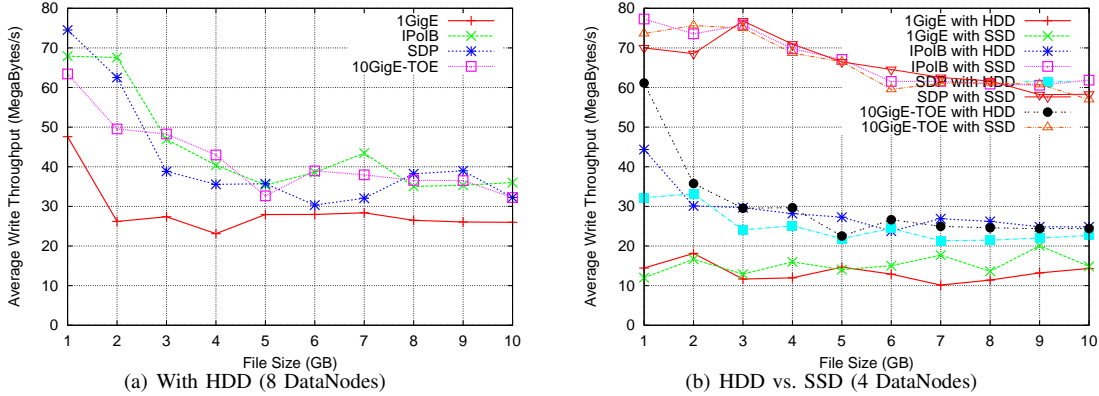 Average Write Throughput (MegaBytes/s)
80
70
60
50
40
30
20
10
0
1GigE
IPoIB
SDP
10GigE-TOE
1 2 3 4 5 6 7 8 9 10
File Size (GB)
(a) With HDD (8 DataNodes)
Average Write Throughput (MegaBytes/s)
80
70
60
50
40
30
20
10
0
1GigE with HDD
1GigE with SSD
IPoIB with HDD
IPoIB with SSD
SDP with HDD
SDP with SSD
10GigE-TOE with HDD
10GigE-TOE with SSD
1 2 3 4 5 6 7 8 9 10
File Size (GB)
(b) HDD vs. SSD (4 DataNodes)